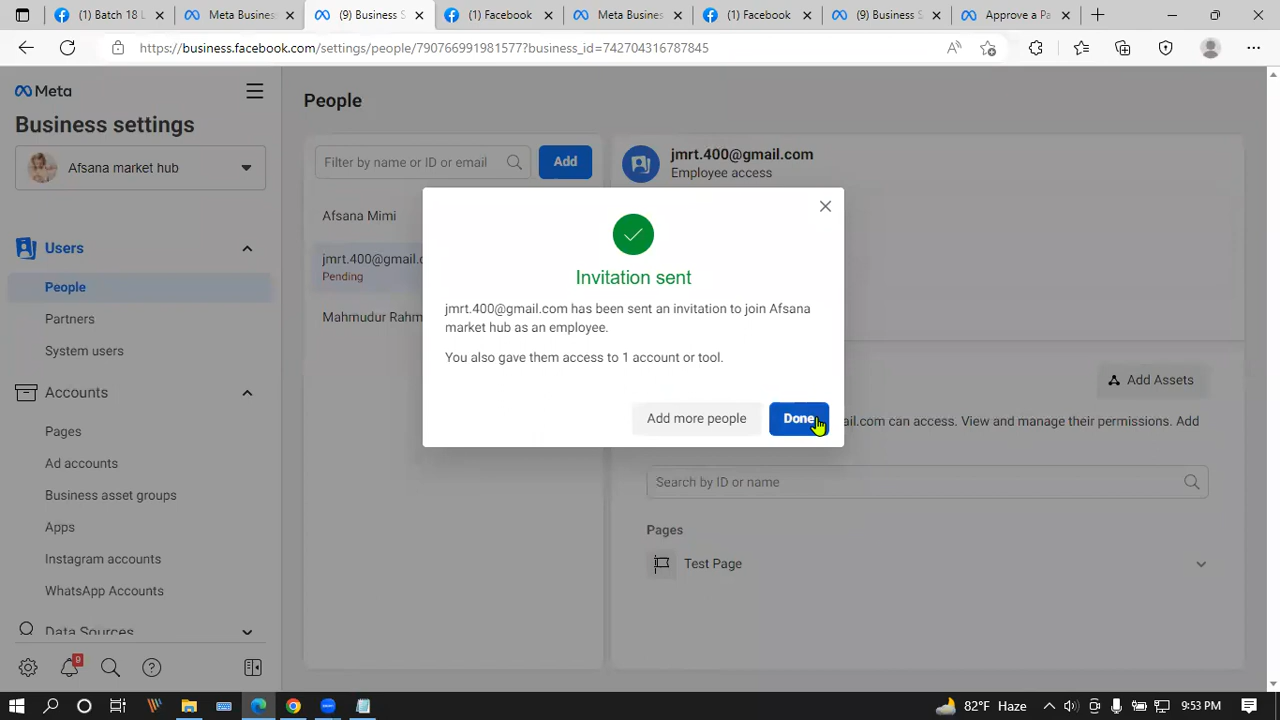 (1) Batch 18 L
Meta Busines
(9) Business S
(1) Facebook
Meta Busines
(1) Facebook
(9) Business S
Approve a Pa
https://business.facebook.com/settings/people/790766991981577?business_id=742704316787845
Meta
Business settings
Afsana market hub
Users
People
Partners
System users
Accounts
Pages
Ad accounts
Business asset groups
Apps
Instagram accounts
WhatsApp Accounts
Data Sources
9
People
Filter by name or ID or email
Add
Afsana Mimi
jmrt.400@gmail.c
Pending
Mahmudur Rahm
jmrt.400@gmail.com
Employee access
Invitation sent
jmrt.400@gmail.com has been sent an invitation to join Afsana
market hub as an employee.
You also gave them access to 1 account or tool.
Add more people
Done
Add Assets
ail.com can access. View and manage their permissions. Add
Search by ID or name
Pages
Test Page
82°F Haze
9:53 PM